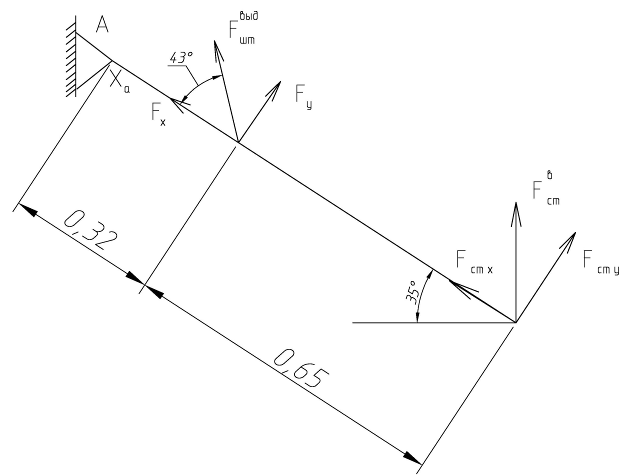 A
F шт выд
43°
F у
X а
F х
F ст в
0,32
F ст х
F ст у
35°
0,65